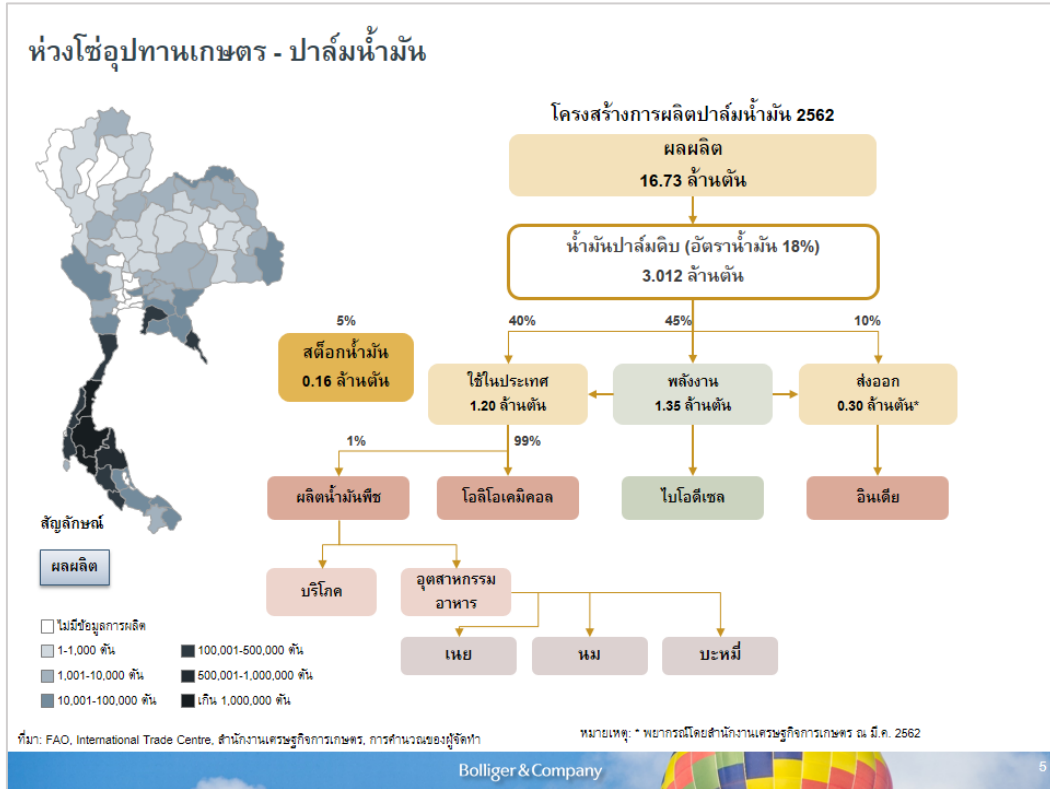 ห่วงโซ่อุปทานเกษตร - ปาล์มน้ำมัน
โครงสร้างการผลิตปาล์มน้ำมัน 2562
ผลผลิต
16.73 ล้านตัน
น้ำมันปาล์มดิบ (อัตราน้ำมัน 18%)
3.012 ล้านตัน
5%
40%
45%
10%
สต็อกน้ำมัน
0.16 ล้านตัน
ใช้ในประเทศ
1.20 ล้านตัน
พลังงาน
1.35 ล้านตัน
ส่งออก
0.30 ล้านตัน*
1%
99%
ผลิตน้ำมันพืช
โอลิโอเคมิคอล
ไบโอดีเซล
อินเดีย
บริโภค
อุตสาหกรรม
อาหาร
เนย
นม
บะหมี่
สัญลักษณ์
ผลผลิต
ไม่มีข้อมูลการผลิต
1-1,000 ตัน
100,001-500,000 ตัน
1,001-10,000 ตัน
500,001-1,000,000 ตัน
10,001-100,000 ตัน
เกิน 1,000,000 ตัน
ที่มา: FAO, International Trade Centre, สำนักงานเศรษฐกิจการเกษตร, การคำนวณของผู้จัดทำ
หมายเหตุ: * พยากรณ์โดยสำนักงานเศรษฐกิจการเกษตร ณ มี.ค. 2562
Bolliger & Company
5